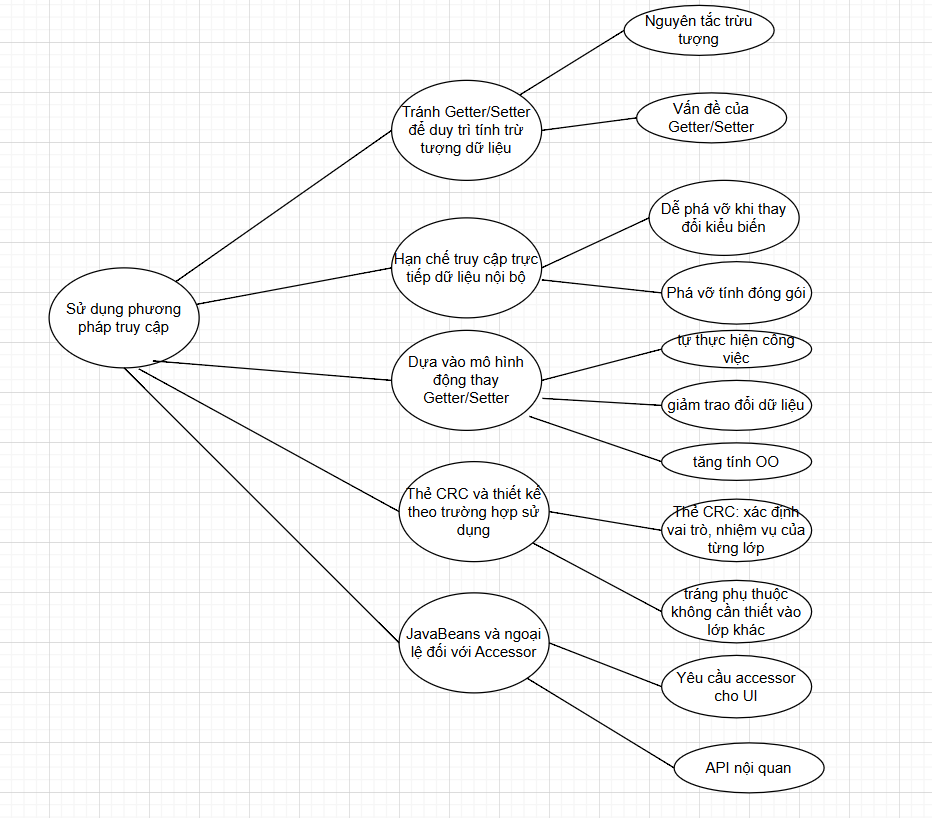 Nguyên tắc trừu
tượng
Tránh Getter/Setter
để duy trì tính trừ
tượng dữ liệu
Vấn đề của
Getter/Setter
Dễ phá vỡ khi thay
đổi kiểu biến
Hạn chế truy cập trực
tiếp dữ liệu nội bộ
Phá vỡ tính đóng gói
Sử dụng phương
pháp truy cập
tự thực hiện công
việc
Dựa vào mô hình
động thay
Getter/Setter
giảm trao đổi dữ liệu
tăng tính OO
Thẻ CRC và thiết kế
theo trường hợp sử
dụng
Thẻ CRC: xác định
vai trò, nhiệm vụ của
từng lớp
tráng phụ thuộc
không cần thiết vào
lớp khác
JavaBeans và ngoại
lệ đối với Accessor
Yêu cầu accessor
cho UI
API nội quan